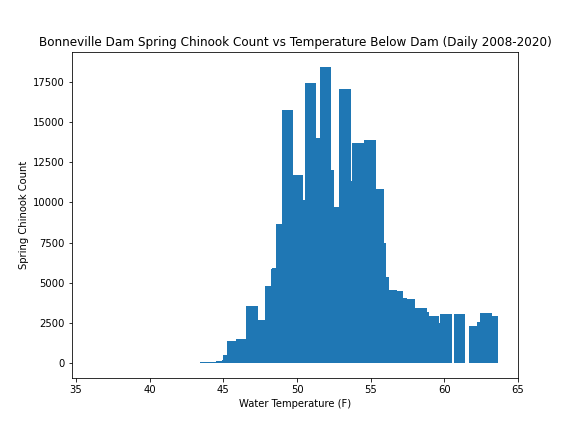 Bonneville Dam Spring Chinook Count vs Temperature Below Dam (Daily 2008-2020)
17500
15000
12500
10000
7500
5000
2500
0
Spring Chinook Count
35 40 45 50 55 60 65
Water Temperature (F)